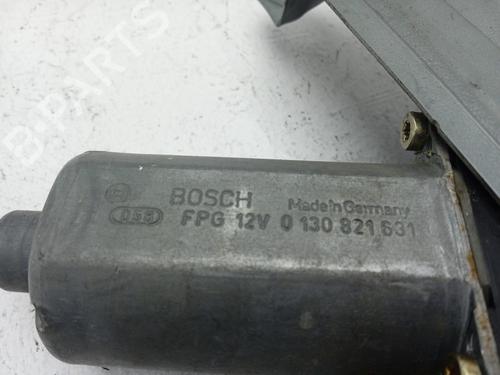 B-PARTS
BOSCH Made in Germany
FPG 12V 0 130 821 631